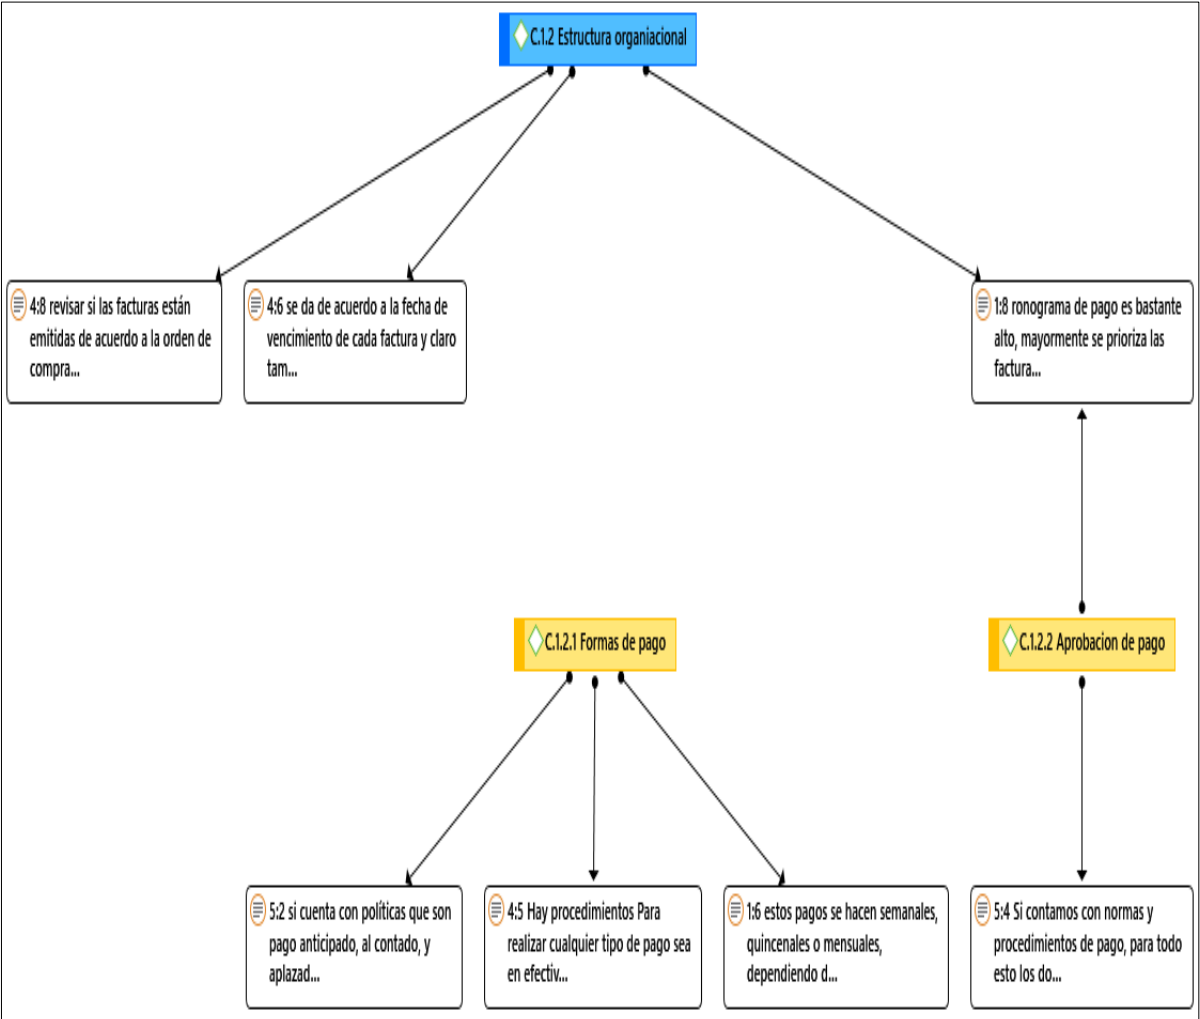 C.1.2 Estructura organiacional
4:8 revisar si las facturas están
emitidas de acuerdo a la orden de
compra...
4:6 se da de acuerdo a la fecha de
vencimiento de cada factura y claro
tam...
1:8 ronograma de pago es bastante
alto, mayormente se prioriza las
factura...
C.1.2.1 Formas de pago
C.1.2.2 Aprobacion de pago
5:2 si cuenta con políticas que son
pago anticipado, al contado, y
aplazad...
4:5 Hay procedimientos Para
realizar cualquier tipo de pago sea
en efectiv...
1:6 estos pagos se hacen semanales,
quincenales o mensuales,
dependiendo d...
5:4 Si contamos con normas y
procedimientos de pago, para todo
esto los do...